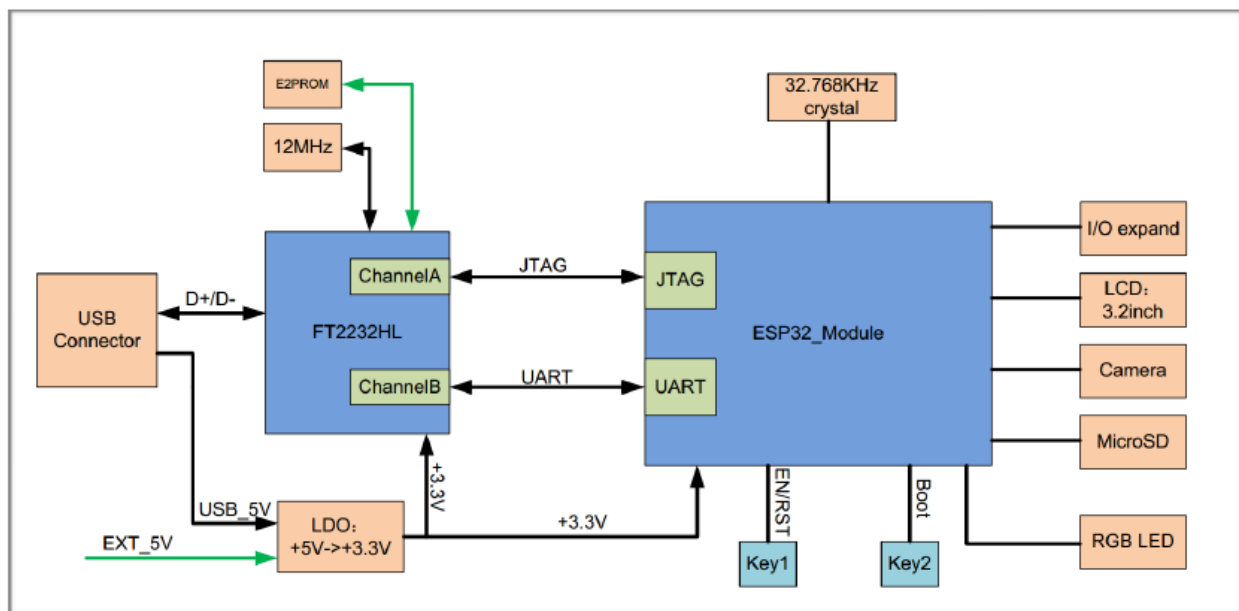 E2PROM
12MHz
32.768KHz
crystal
USB
Connector
D+/D-
FT2232HL
ChannelA
ChannelB
JTAG
UART
JTAG
UART
ESP32_Module
I/O expand
LCD：
3.2inch
Camera
MicroSD
RGB LED
USB_5V
EXT_5V
LDO：
+5V->+3.3V
+3.3V
+3.3V
EN/RST
Boot
Key1
Key2